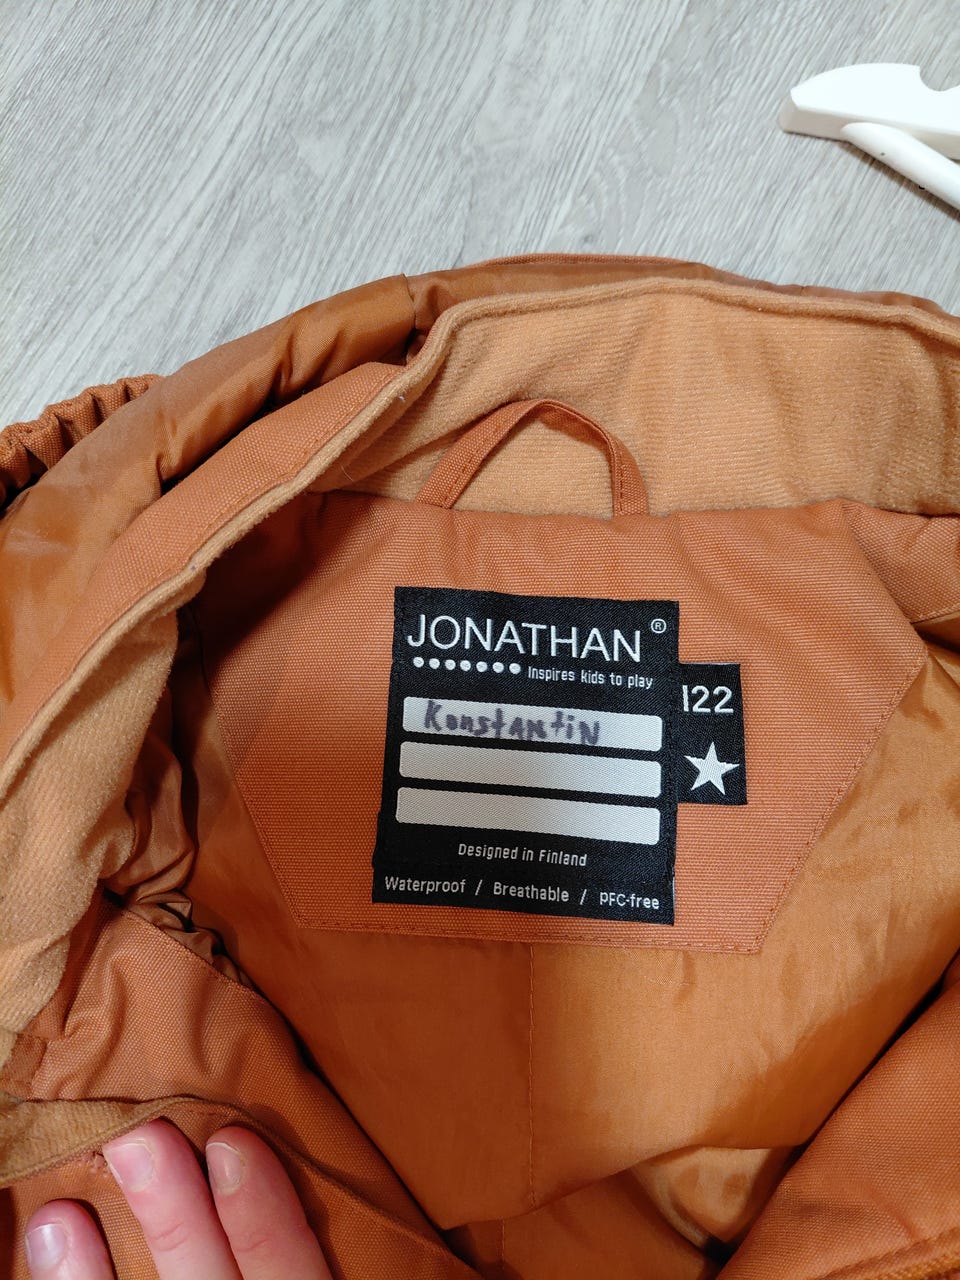 JONATHAN®
Inspires kids to play
122
Konstantin
Designed in Finland
Waterproof / Breathable / PFC-free